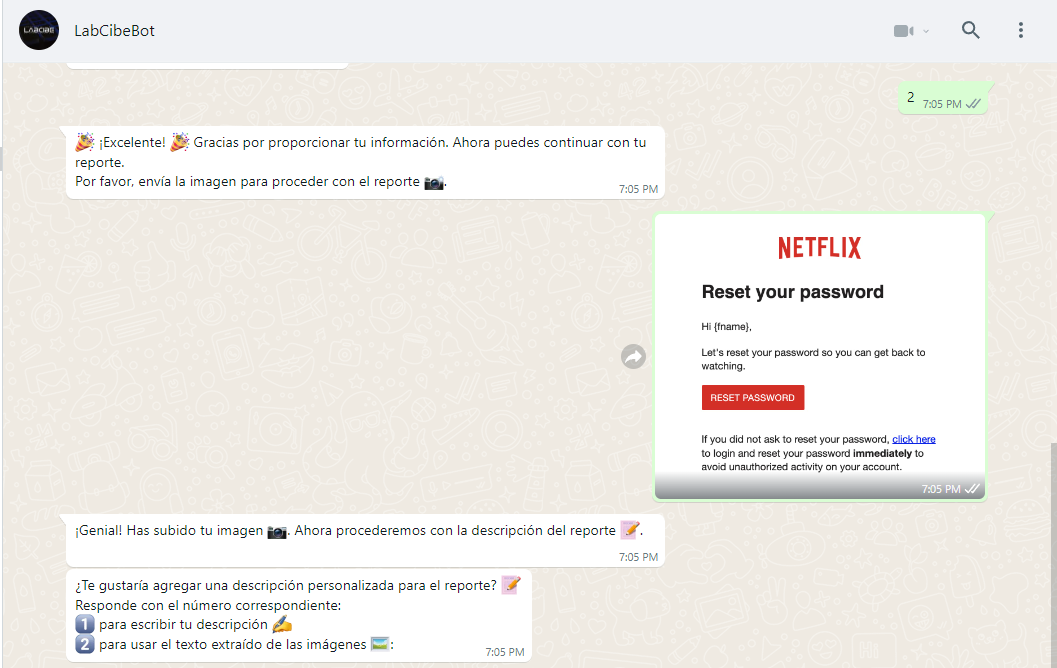 LABCIBE
LabCibeBot
2 7:05 PM
🎉 ¡Excelente! 🎉 Gracias por proporcionar tu información. Ahora puedes continuar con tu
reporte.
Por favor, envía la imagen para proceder con el reporte 📷.
7:05 PM
NETFLIX
Reset your password
Hi {fname},
Let's reset your password so you can get back to
watching.
RESET PASSWORD
If you did not ask to reset your password, click here
to login and reset your password immediately to
avoid unauthorized activity on your account.
7:05 PM
¡Genial! Has subido tu imagen 📷. Ahora procederemos con la descripción del reporte 📝.
7:05 PM
¿Te gustaría agregar una descripción personalizada para el reporte? 📝
Responde con el número correspondiente:
1️⃣ para escribir tu descripción ✍️
2️⃣ para usar el texto extraído de las imágenes 🖼️:
7:05 PM